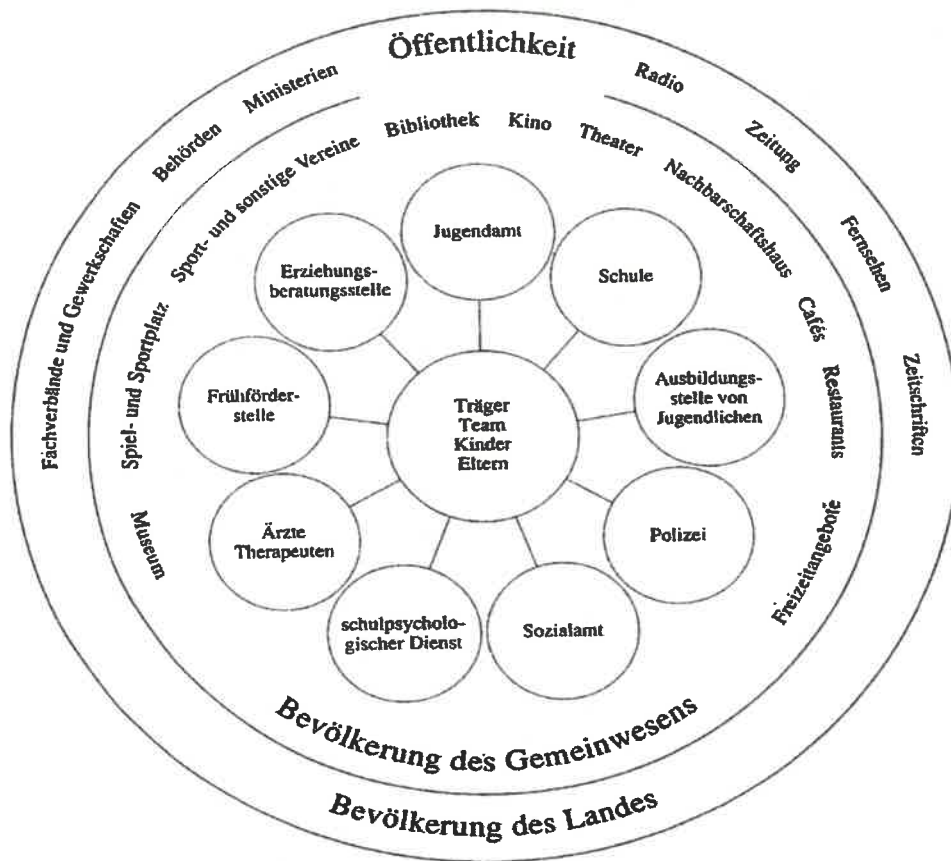 Öffentlichkeit
Fachverbände und Gewerkschaften
Behörden
Ministerien
Radio
Zeitung
Fernsehen
Zeitschriften
Museum
Spiel- und Sportplatz
Sport- und sonstige Vereine
Bibliothek
Kino
Theater
Nachbarschaftshaus
Cafés
Restaurants
Freizeitangebote
Jugendamt
Schule
Ausbildungs-
stelle von
Jugendlichen
Polizei
Sozialamt
schulpsycholo-
gischer Dienst
Ärzte
Therapeuten
Frühförder-
stelle
Erziehungs-
beratungsstelle
Träger
Team
Kinder
Eltern
Bevölkerung des Gemeinwesens
Bevölkerung des Landes